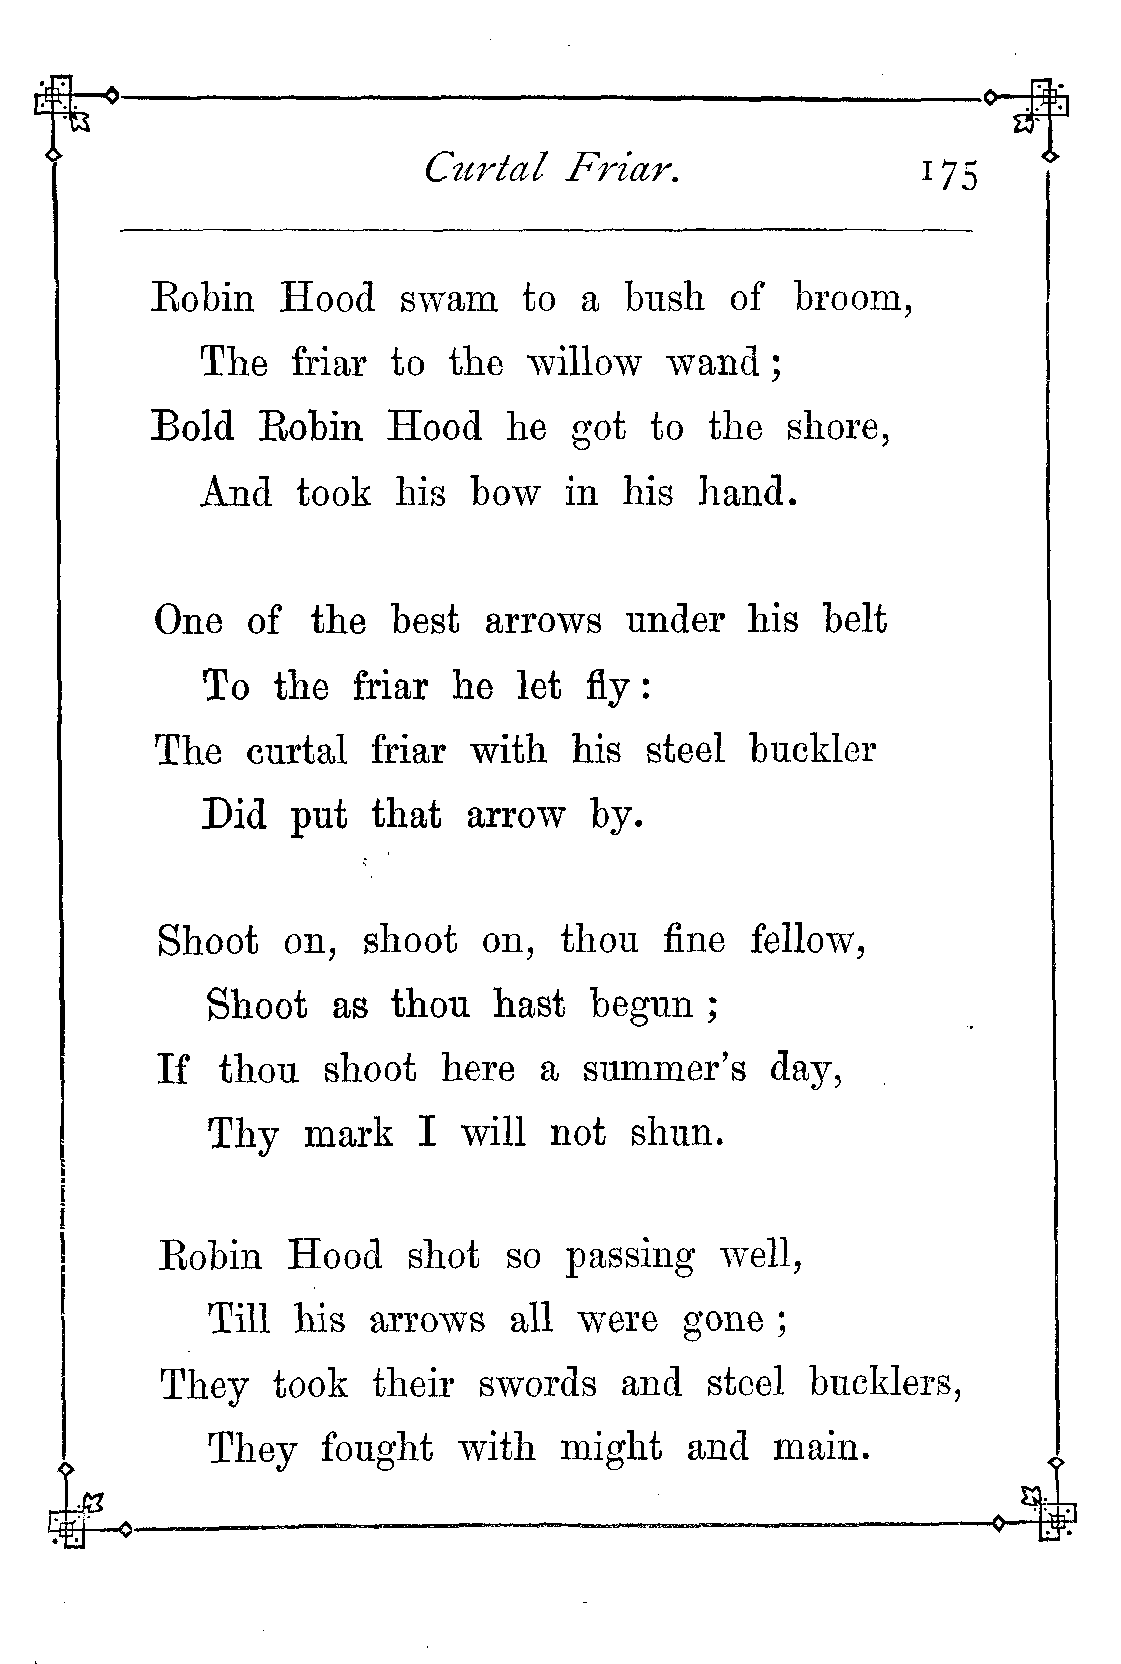 Curtal Friar. 175
Robin Hood swam to a bush of broom,
The friar to the willow wand ;
Bold Robin Hood he got to the shore,
And took his bow in his hand.
One of the best arrows under his belt
To the friar he let fly :
The curtal friar with his steel buckler
Did put that arrow by.
Shoot on, shoot on, thou fine fellow,
Shoot as thou hast begun ;
If thou shoot here a summer's day,
Thy mark I will not shun.
Robin Hood shot so passing well,
Till his arrows all were gone ;
They took their swords and steel bucklers,
They fought with might and main.